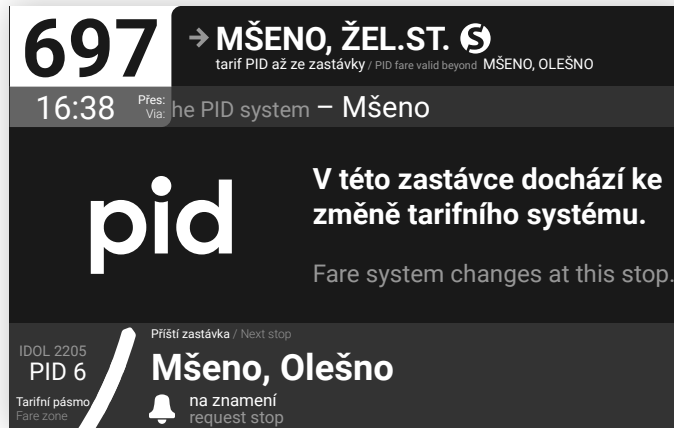 697
→ MŠENO, ŽEL.ST. S
tarif PID až ze zastávky / PID fare valid beyond MŠENO, OLEŠNO
16:38
Přes:
Via:
he PID system – Mšeno
pid
V této zastávce dochází ke
změně tarifního systému.
Fare system changes at this stop.
IDOL 2205
PID 6
Tarifní pásmo
Fare zone
Příští zastávka / Next stop
Mšeno, Olešno
na znamení
request stop